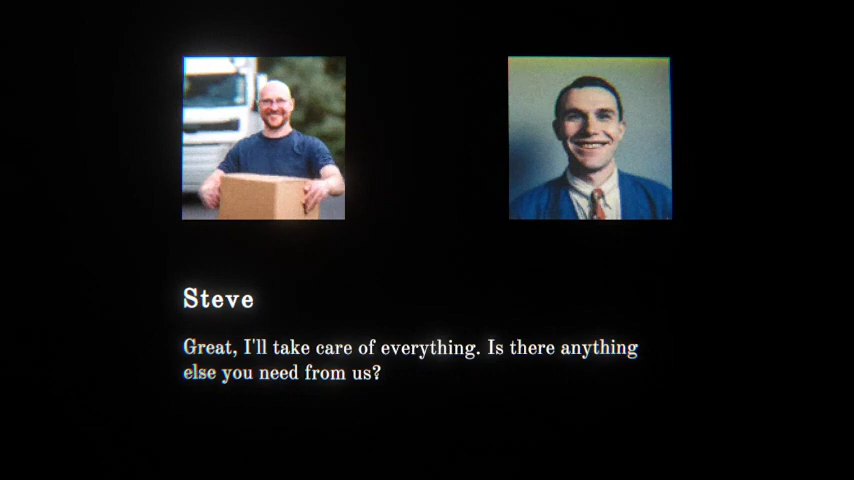 Steve
Great, I'll take care of everything. Is there anything
else you need from us?